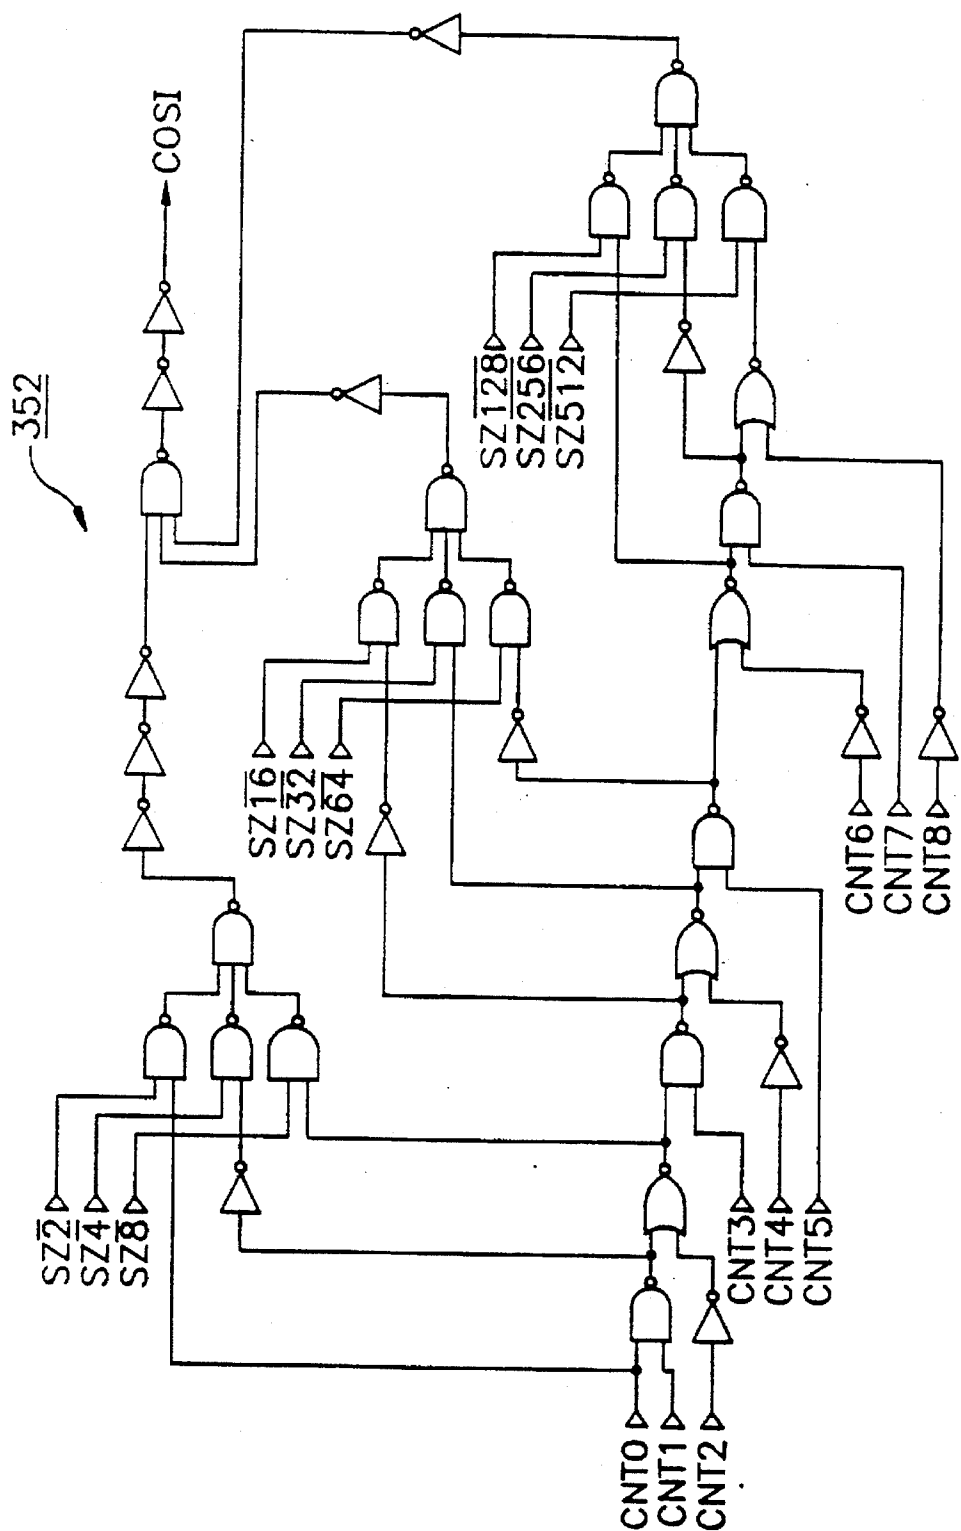 352
COSI
SZ2
SZ4
SZ8
SZ16
SZ32
SZ64
SZ128
SZ256
SZ512
CNT0
CNT1
CNT2
CNT3
CNT4
CNT5
CNT6
CNT7
CNT8